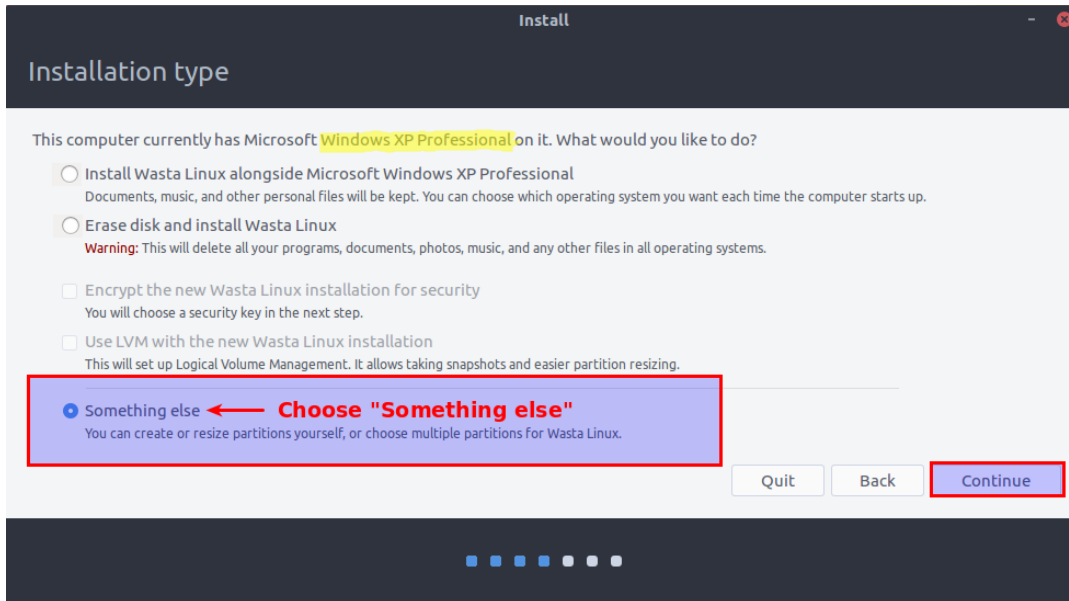 Install
Installation type
This computer currently has Microsoft Windows XP Professional on it. What would you like to do?
Install Wasta Linux alongside Microsoft Windows XP Professional
Documents, music, and other personal files will be kept. You can choose which operating system you want each time the computer starts up.
Erase disk and install Wasta Linux
Warning: This will delete all your programs, documents, photos, music, and any other files in all operating systems.
Encrypt the new Wasta Linux installation for security
You will choose a security key in the next step.
Use LVM with the new Wasta Linux installation
This will set up Logical Volume Management. It allows taking snapshots and easier partition resizing.
Something else Choose "Something else"
You can create or resize partitions yourself, or choose multiple partitions for Wasta Linux.
Quit Back Continue